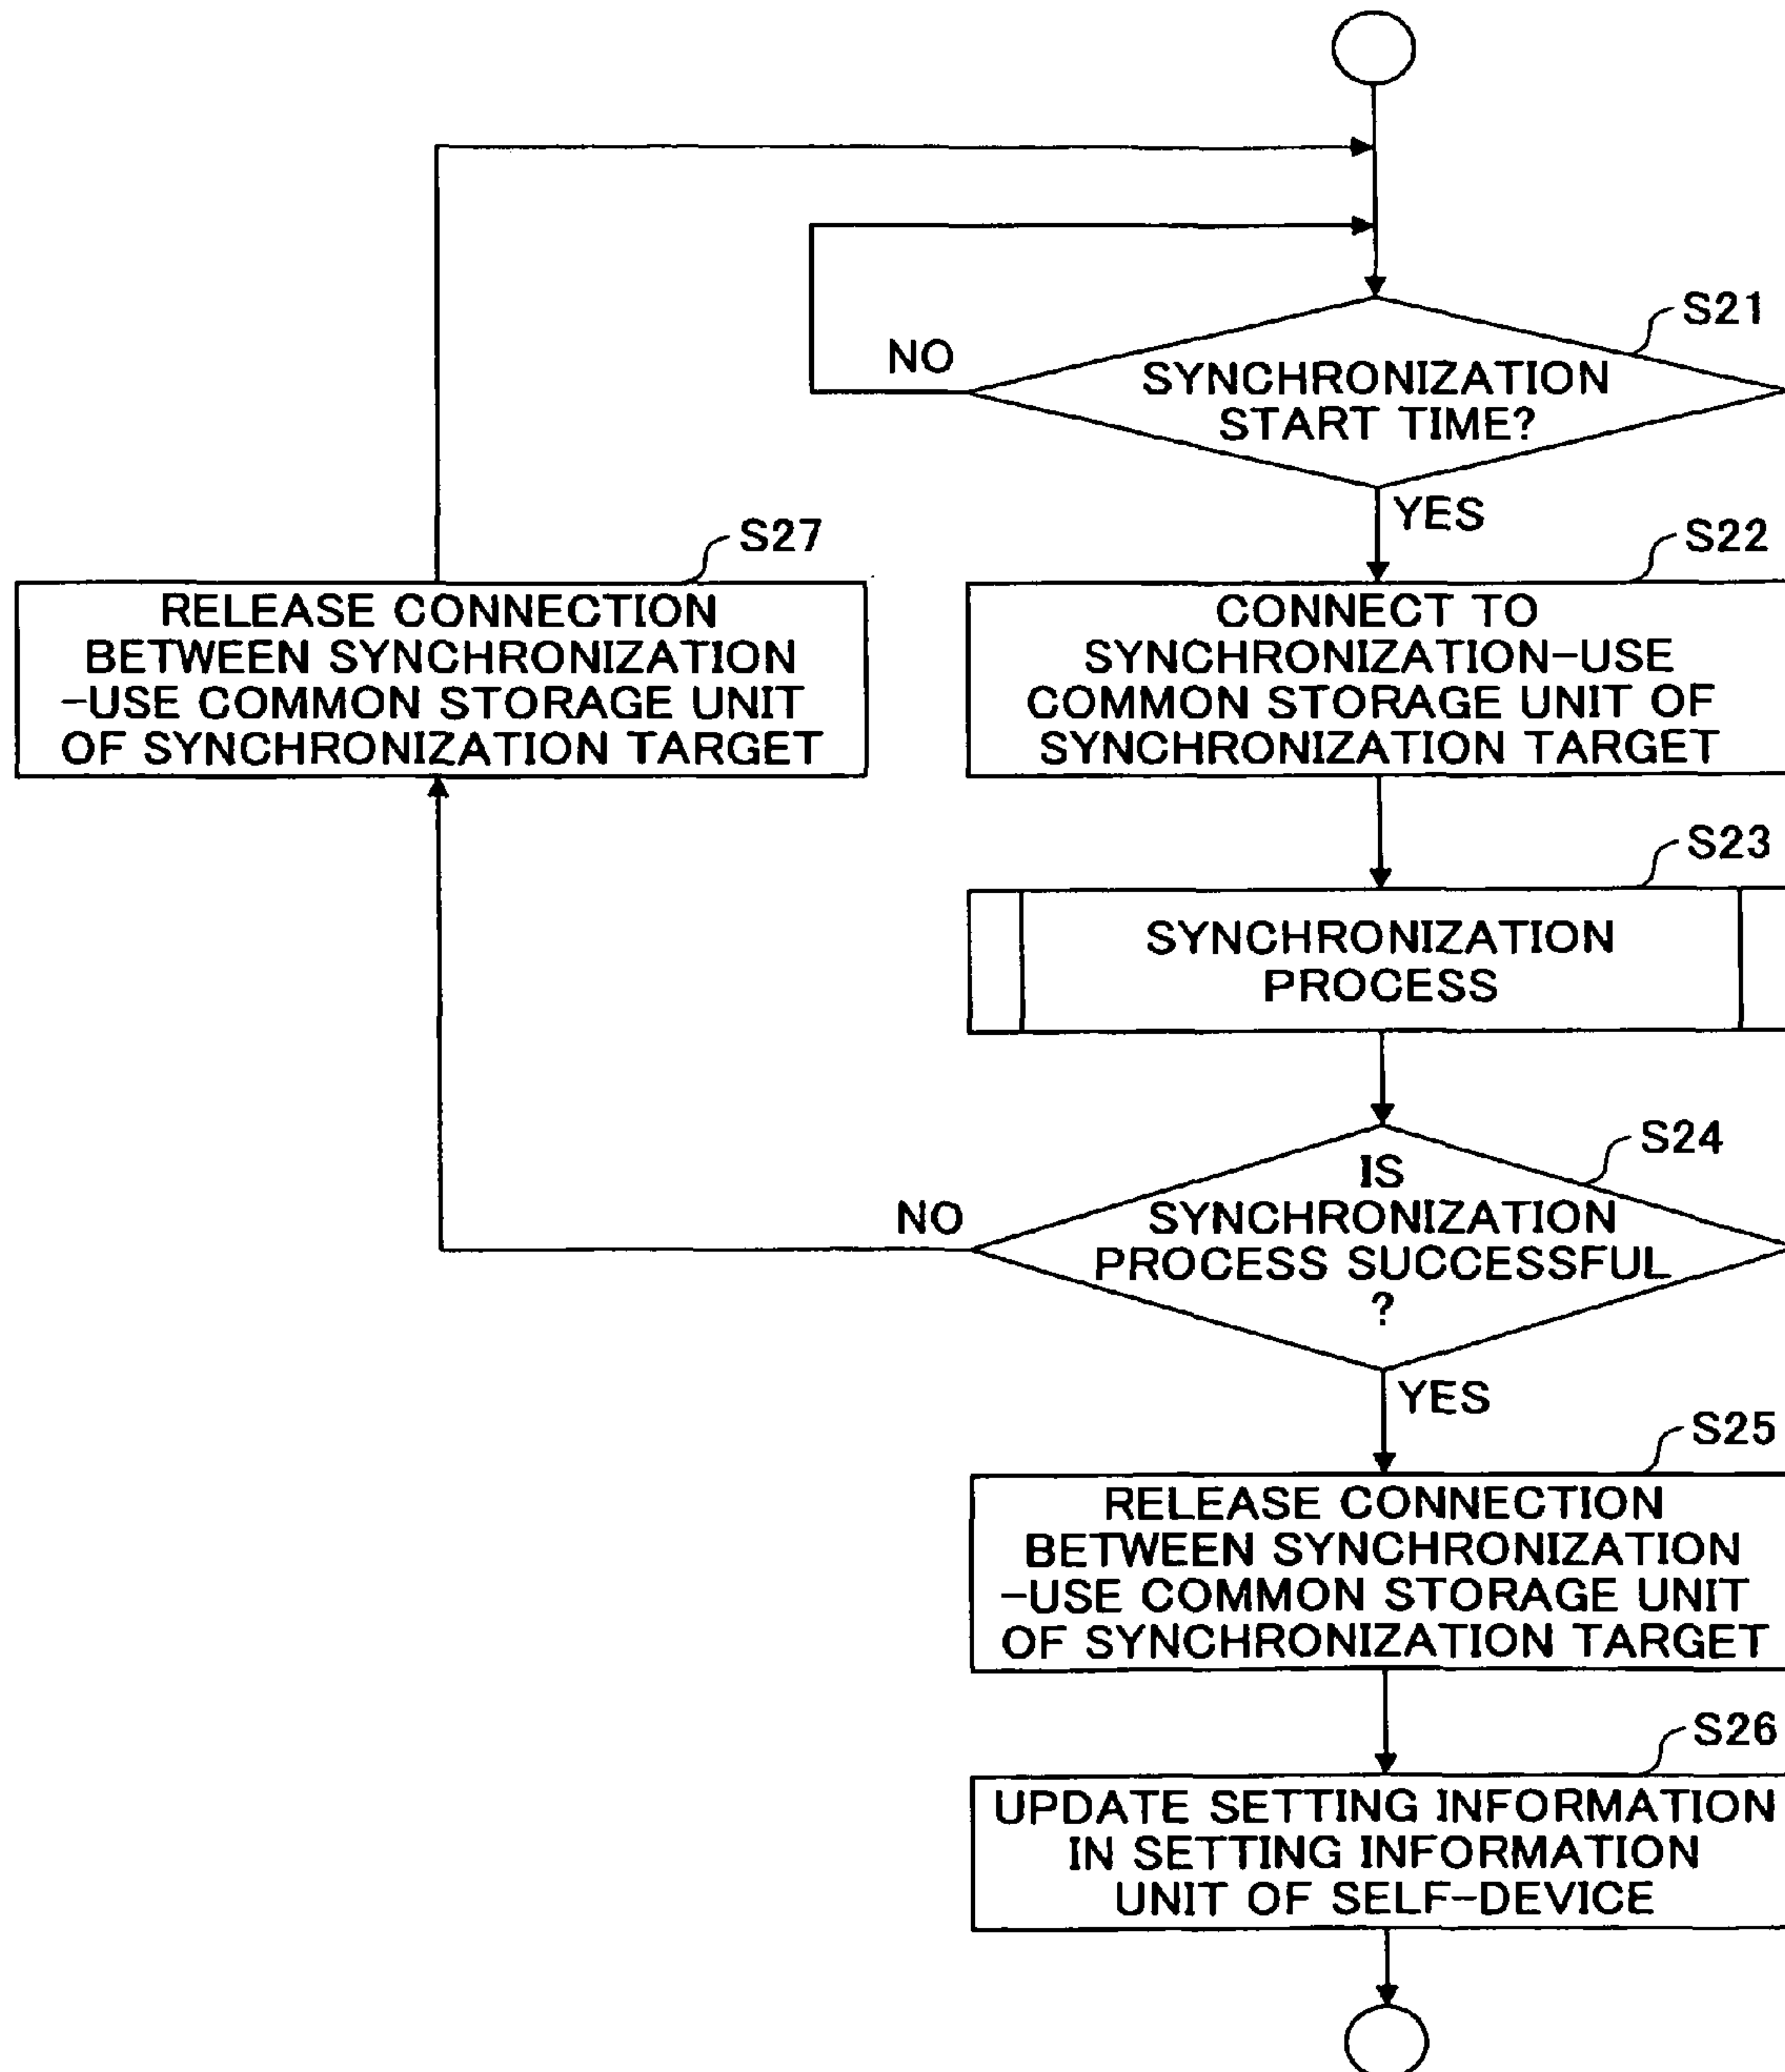 S21
NO
SYNCHRONIZATION
START TIME?
YES
S27
RELEASE CONNECTION
BETWEEN SYNCHRONIZATION
-USE COMMON STORAGE UNIT
OF SYNCHRONIZATION TARGET
S22
CONNECT TO
SYNCHRONIZATION-USE
COMMON STORAGE UNIT OF
SYNCHRONIZATION TARGET
S23
SYNCHRONIZATION
PROCESS
S24
NO
IS
SYNCHRONIZATION
PROCESS SUCCESSFUL
?
YES
S25
RELEASE CONNECTION
BETWEEN SYNCHRONIZATION
-USE COMMON STORAGE UNIT
OF SYNCHRONIZATION TARGET
S26
UPDATE SETTING INFORMATION
IN SETTING INFORMATION
UNIT OF SELF-DEVICE